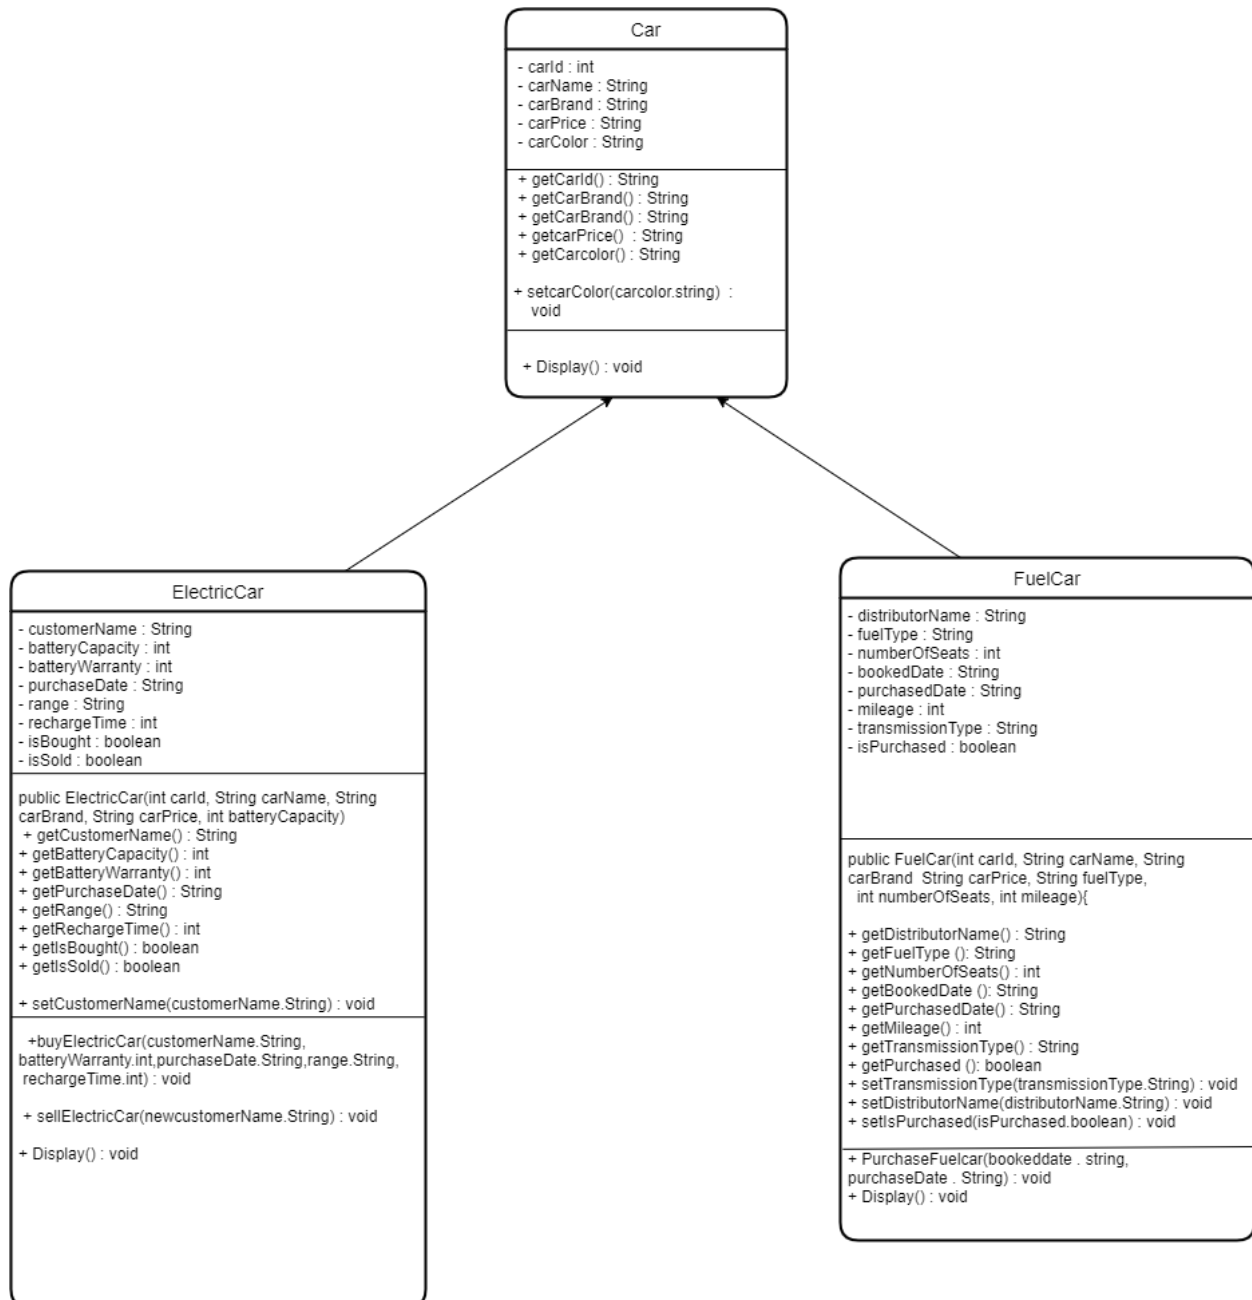 Car
- carId : int
- carName : String
- carBrand : String
- carPrice : String
- carColor : String
+ getCarId() : String
+ getCarBrand() : String
+ getCarBrand() : String
+ getcarPrice()  : String
+ getCarcolor() : String
+ setcarColor(carcolor.string)  :
void
+ Display() : void
ElectricCar
- customerName : String
- batteryCapacity : int
- batteryWarranty : int
- purchaseDate : String
- range : String
- rechargeTime : int
- isBought : boolean
- isSold : boolean
public ElectricCar(int carId, String carName, String
carBrand, String carPrice, int batteryCapacity)
+ getCustomerName() : String
+ getBatteryCapacity() : int
+ getBatteryWarranty() : int
+ getPurchaseDate() : String
+ getRange() : String
+ getRechargeTime() : int
+ getIsBought() : boolean
+ getIsSold() : boolean
+ setCustomerName(customerName.String) : void
+buyElectricCar(customerName.String,
batteryWarranty.int,purchaseDate.String,range.String,
rechargeTime.int) : void
+ sellElectricCar(newcustomerName.String) : void
+ Display() : void
FuelCar
- distributorName : String
- fuelType : String
- numberOfSeats : int
- bookedDate : String
- purchasedDate : String
- mileage : int
- transmissionType : String
- isPurchased : boolean
public FuelCar(int carId, String carName, String
carBrand  String carPrice, String fuelType,
int numberOfSeats, int mileage){
+ getDistributorName() : String
+ getFuelType (): String
+ getNumberOfSeats() : int
+ getBookedDate (): String
+ getPurchasedDate() : String
+ getMileage() : int
+ getTransmissionType() : String
+ getPurchased (): boolean
+ setTransmissionType(transmissionType.String) : void
+ setDistributorName(distributorName.String) : void
+ setIsPurchased(isPurchased.boolean) : void
+ PurchaseFuelcar(bookeddate . string,
purchaseDate . String) : void
+ Display() : void